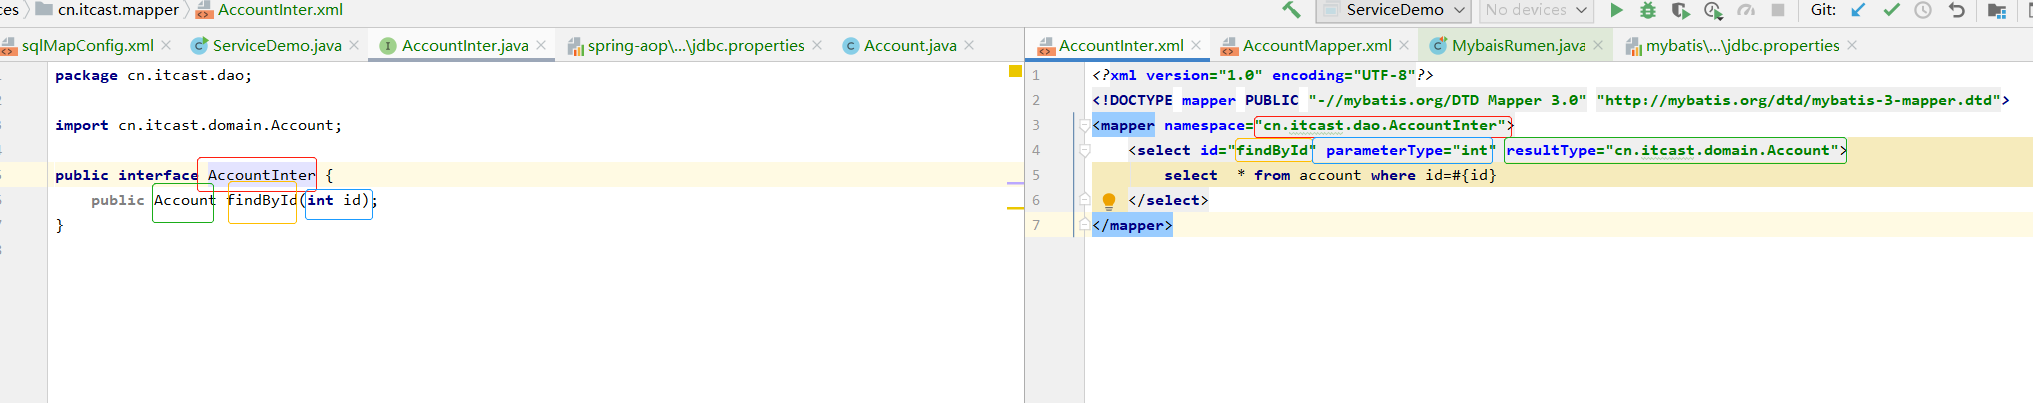 ces cn.itcast.mapper AccountInter.xml ServiceDemo No devices Git:
sqlMapConfig.xml ServiceDemo.java AccountInter.java spring-aop\...\jdbc.properties Account.java AccountInter.xml AccountMapper.xml MybaisRumen.java mybatis\...\jdbc.properties
package cn.itcast.dao;
import cn.itcast.domain.Account;
public interface AccountInter {
public Account findById(int id);
}
1 <?xml version="1.0" encoding="UTF-8"?>
2 <!DOCTYPE mapper PUBLIC "-//mybatis.org/DTD Mapper 3.0" "http://mybatis.org/dtd/mybatis-3-mapper.dtd">
3 <mapper namespace="cn.itcast.dao.AccountInter">
4 <select id="findById" parameterType="int" resultType="cn.itcast.domain.Account">
5 select * from account where id=#{id}
6 </select>
7 </mapper>